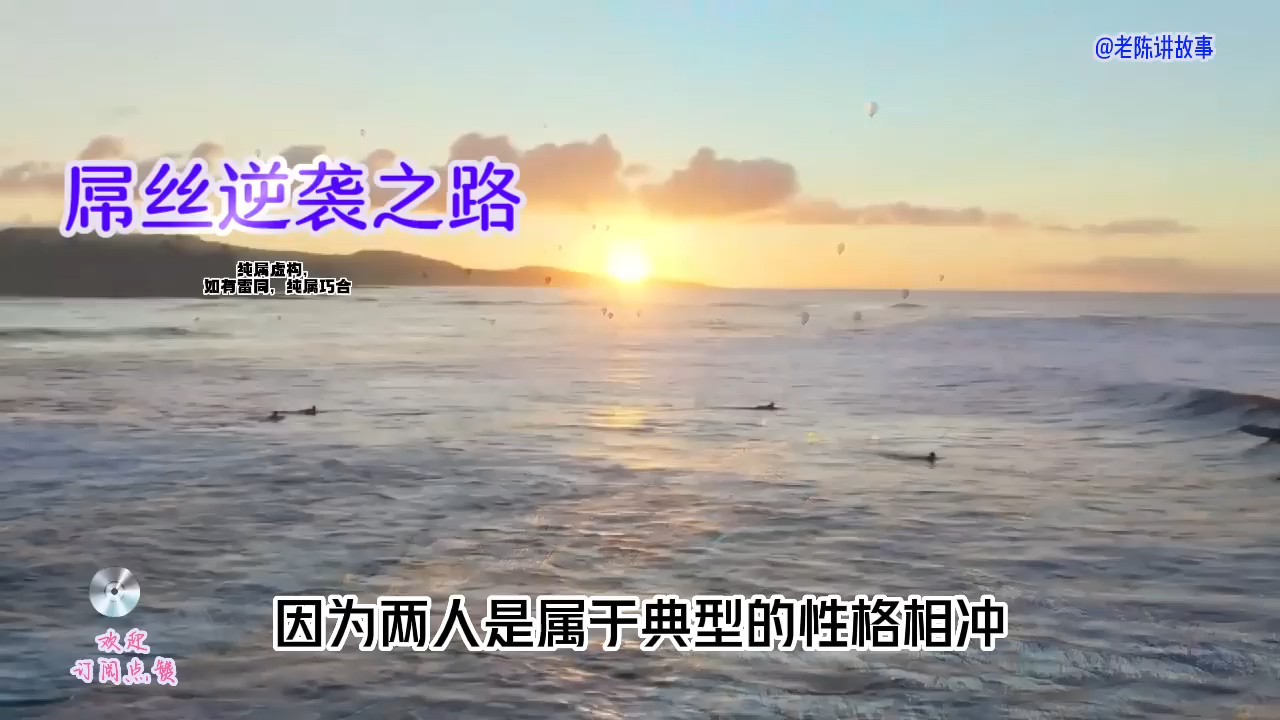 @老陈讲故事
屌丝逆袭之路
纯属虚构,
如有雷同，纯属巧合
因为两人是属于典型的性格相冲
欢迎
订阅点赞